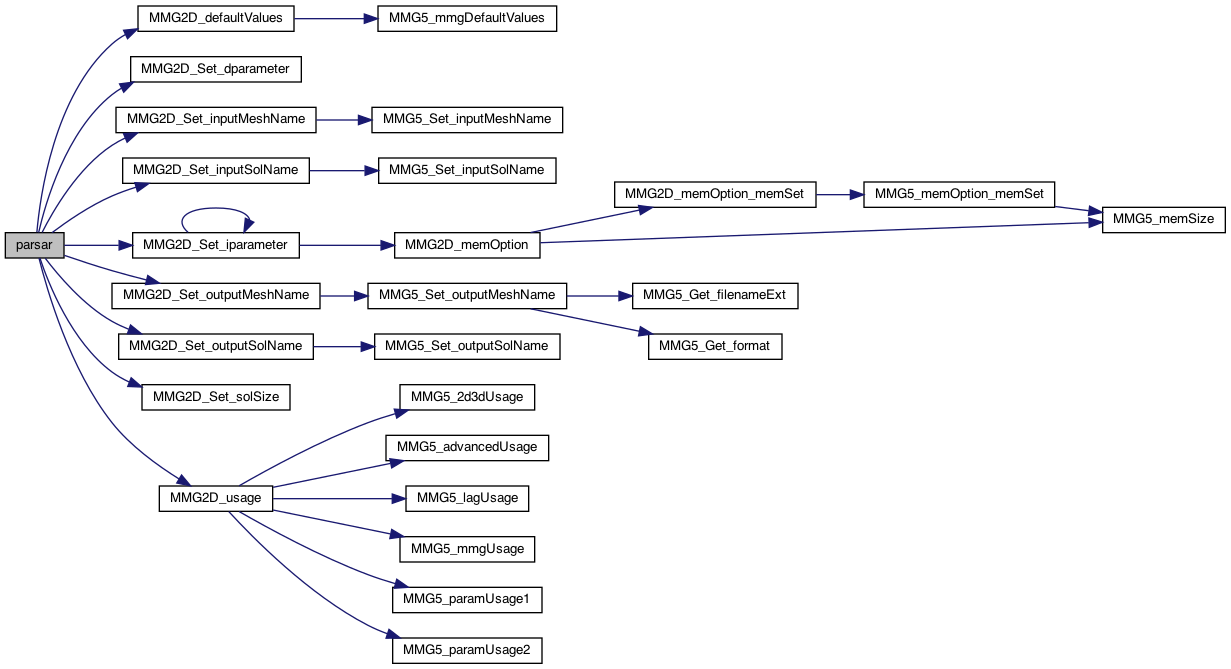 MMG2D_defaultValues
MMG5_mmgDefaultValues
MMG2D_Set_dparameter
MMG2D_Set_inputMeshName
MMG5_Set_inputMeshName
MMG2D_Set_inputSolName
MMG5_Set_inputSolName
MMG2D_memOption_memSet
MMG5_memOption_memSet
MMG5_memSize
parsar
MMG2D_Set_iparameter
MMG2D_memOption
MMG2D_Set_outputMeshName
MMG5_Set_outputMeshName
MMG5_Get_filenameExt
MMG2D_Set_outputSolName
MMG5_Set_outputSolName
MMG5_Get_format
MMG2D_Set_solSize
MMG5_2d3dUsage
MMG5_advancedUsage
MMG2D_usage
MMG5_lagUsage
MMG5_mmgUsage
MMG5_paramUsage1
MMG5_paramUsage2